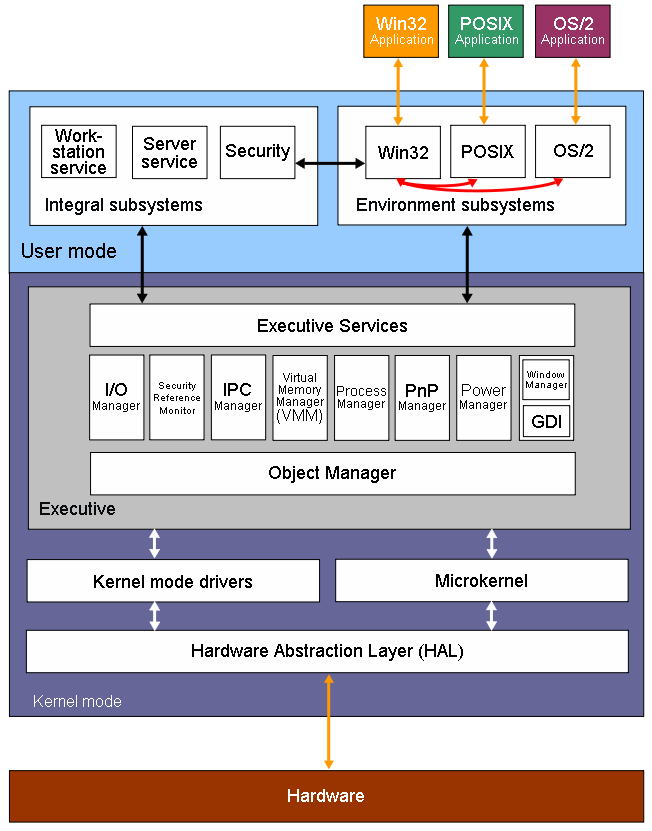 Win32
Application
POSIX
Application
OS/2
Application
Work-
station
service
Server
service
Security
Integral subsystems
Win32
POSIX
OS/2
Environment subsystems
User mode
Executive Services
I/O
Manager
Security
Reference
Monitor
IPC
Manager
Virtual
Memory
Manager
(VMM)
Process
Manager
PnP
Manager
Power
Manager
Window
Manager
GDI
Object Manager
Executive
Kernel mode drivers
Microkernel
Hardware Abstraction Layer (HAL)
Kernel mode
Hardware